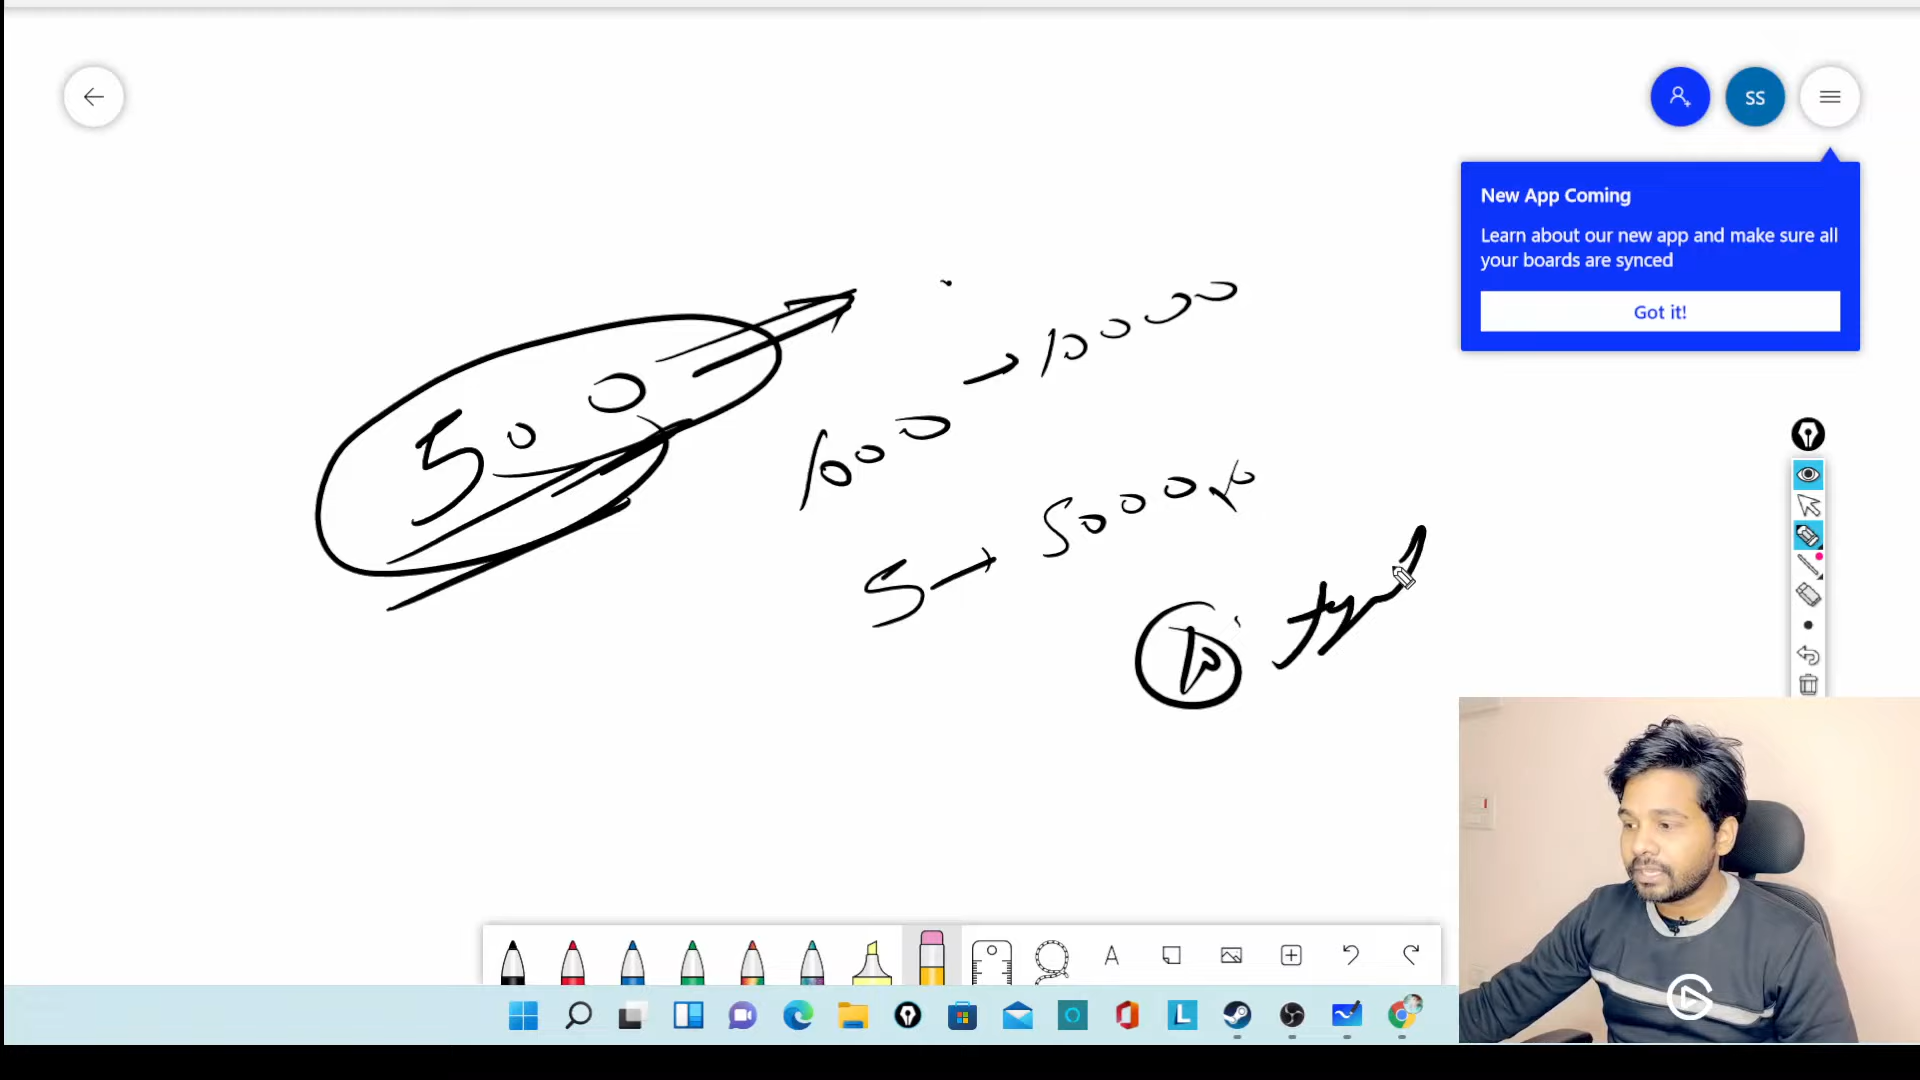 SS
New App Coming
Learn about our new app and make sure all
your boards are synced
Got it!
500
1000 → 10000
5 →
A
L